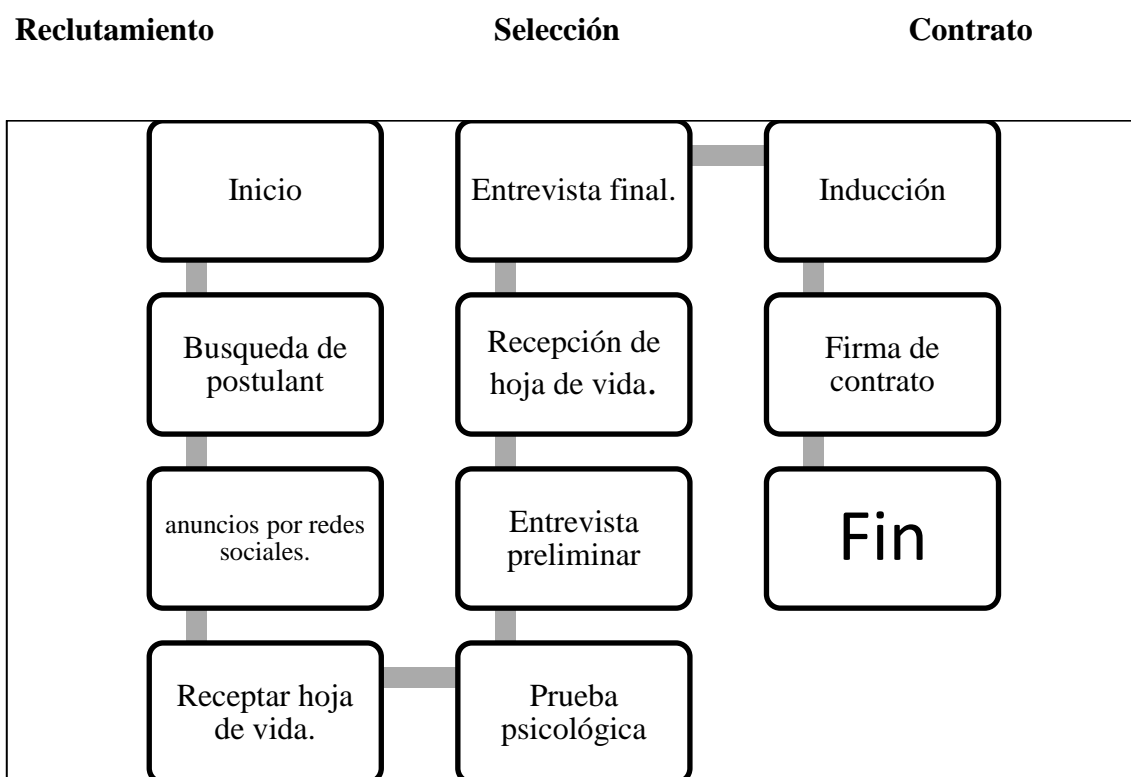 Reclutamiento Selección Contrato
Inicio
Busqueda de
postulant
anuncios por redes
sociales.
Receptar hoja
de vida.
Prueba
psicológica
Entrevista
preliminar
Recepción de
hoja de vida.
Entrevista final.
Inducción
Firma de
contrato
Fin